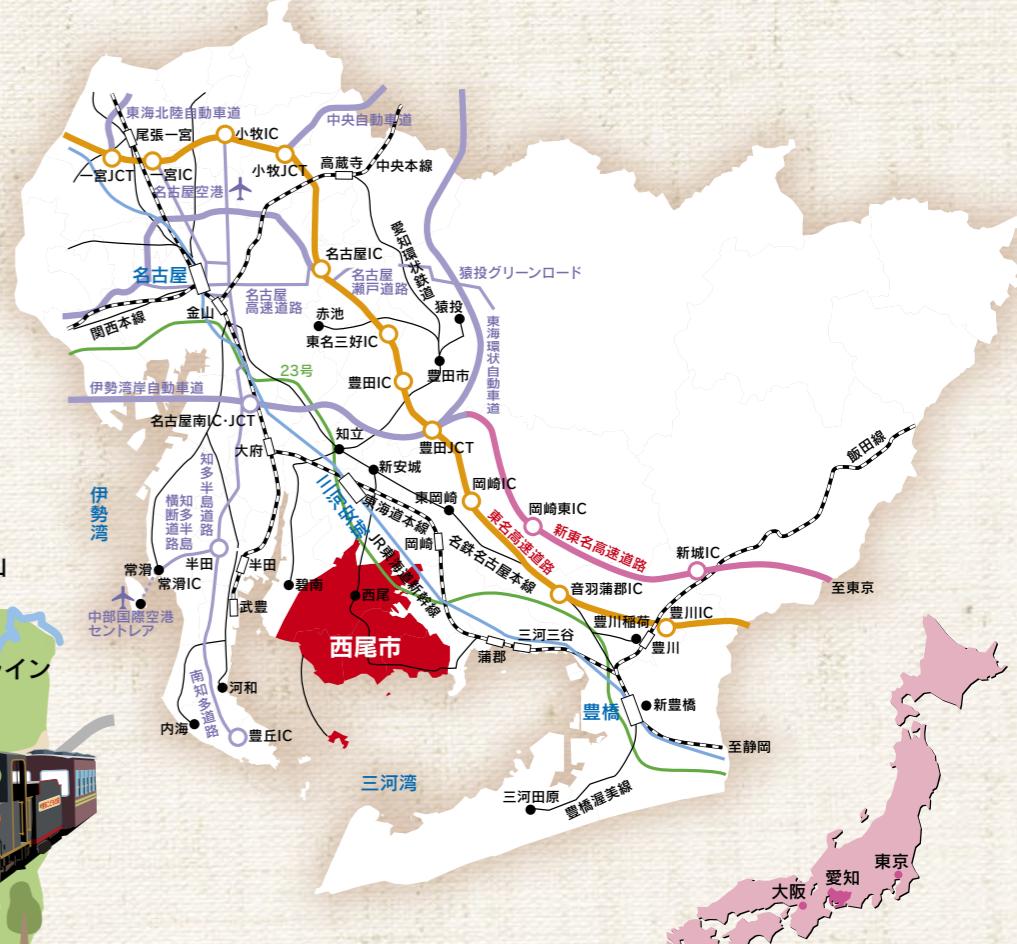 東海北陸自動車道
中央自動車道
尾張一宮
小牧IC
一宮JCT
一宮IC
小牧JCT
高蔵寺
中央本線
名古屋空港
愛知環状鉄道
名古屋IC
名古屋
名古屋
瀬戸道路
猿投グリーンロード
名古屋
高速道路
関西本線
金山
赤池
猿投
東名三好IC
東海環状自動車道
23号
豊田IC
豊田市
伊勢湾岸自動車道
名古屋南IC・JCT
知立
豊田JCT
大府
新安城
飯田線
伊勢湾
知多半島道路
知多半島
横断道路
三河安城
東海道本線
東岡崎
岡崎IC
岡崎東IC
岡崎
名鉄名古屋本線
東名高速道路
新東名高速道路
JR東海道新幹線
新城IC
至東京
常滑
常滑IC
半田
半田
碧南
西尾
音羽蒲郡IC
中部国際空港
セントレア
武豊
西尾市
豊川稲荷
豊川IC
三河三谷
豊川
蒲郡
イン
河和
南知多道路
内海
豊丘IC
豊橋
新豊橋
至静岡
三河湾
三河田原
豊橋渥美線
東京
愛知
大阪